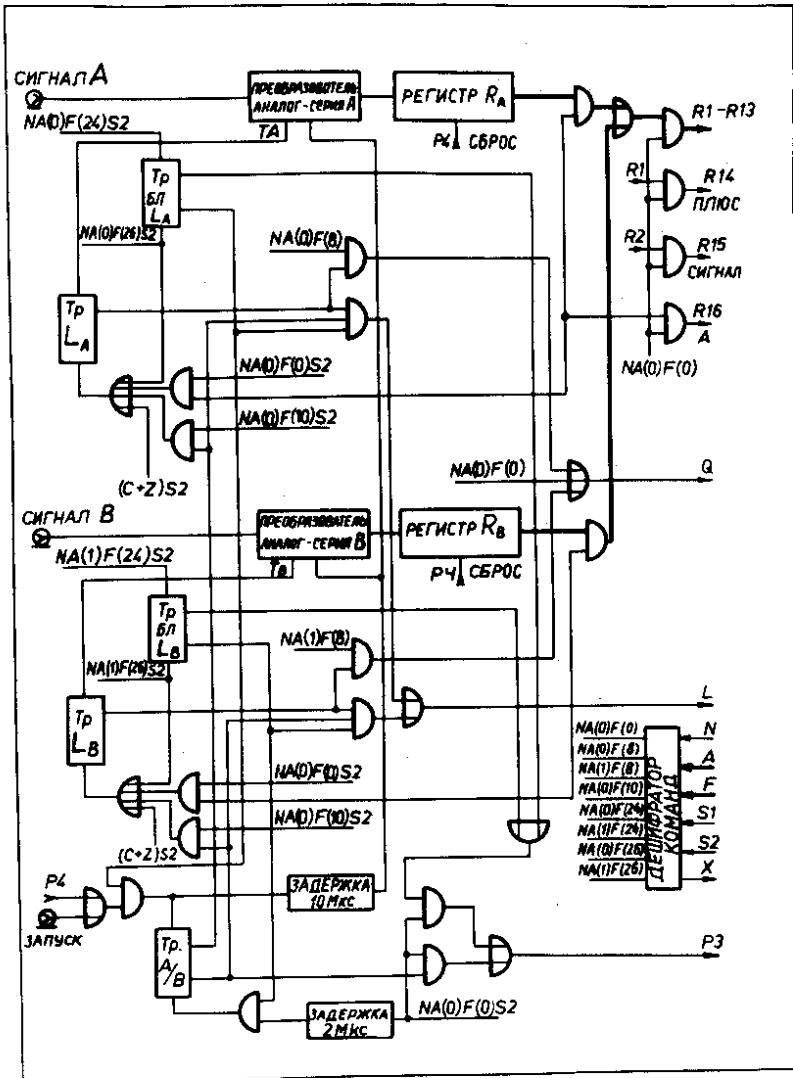 СИГНАЛ A
ПРЕОБРАЗОВАТЕЛЬ
АНАЛОГ-СЕРИЯ A
РЕГИСТР RA
R1-R13
NA(0)F(24)S2
TA
P4
СБРОС
Тр
БЛ
LA
R1
R14
ПЛЮС
NA(0)F(8)
NA(0)F(26)S2
R2
R15
СИГНАЛ
Тр
LA
R16
A
NA(0)F(0)S2
NA(0)F(0)
NA(0)F(10)S2
NA(0)F(0)
Q
(C+Z)S2
СИГНАЛ B
ПРЕОБРАЗОВАТЕЛЬ
АНАЛОГ-СЕРИЯ B
РЕГИСТР RB
NA(1)F(24)S2
TB
P4
СБРОС
Тр
БЛ
LB
NA(1)F(8)
NA(1)F(26)S2
L
Тр
LB
NA(0)F(0)
N
NA(0)F(8)
A
NA(1)F(8)
NA(0)F(0)S2
F
NA(0)F(10)
NA(0)F(24)
S1
NA(0)F(10)S2
NA(1)F(24)
S2
NA(0)F(26)
(C+Z)S2
X
NA(1)F(26)
ДЕШИФРАТОР
КОМАНД
P4
ЗАДЕРЖКА
10 Мкс
ЗАПУСК
Тр.
A/B
P3
ЗАДЕРЖКА
2 Мкс
NA(0)F(0)S2